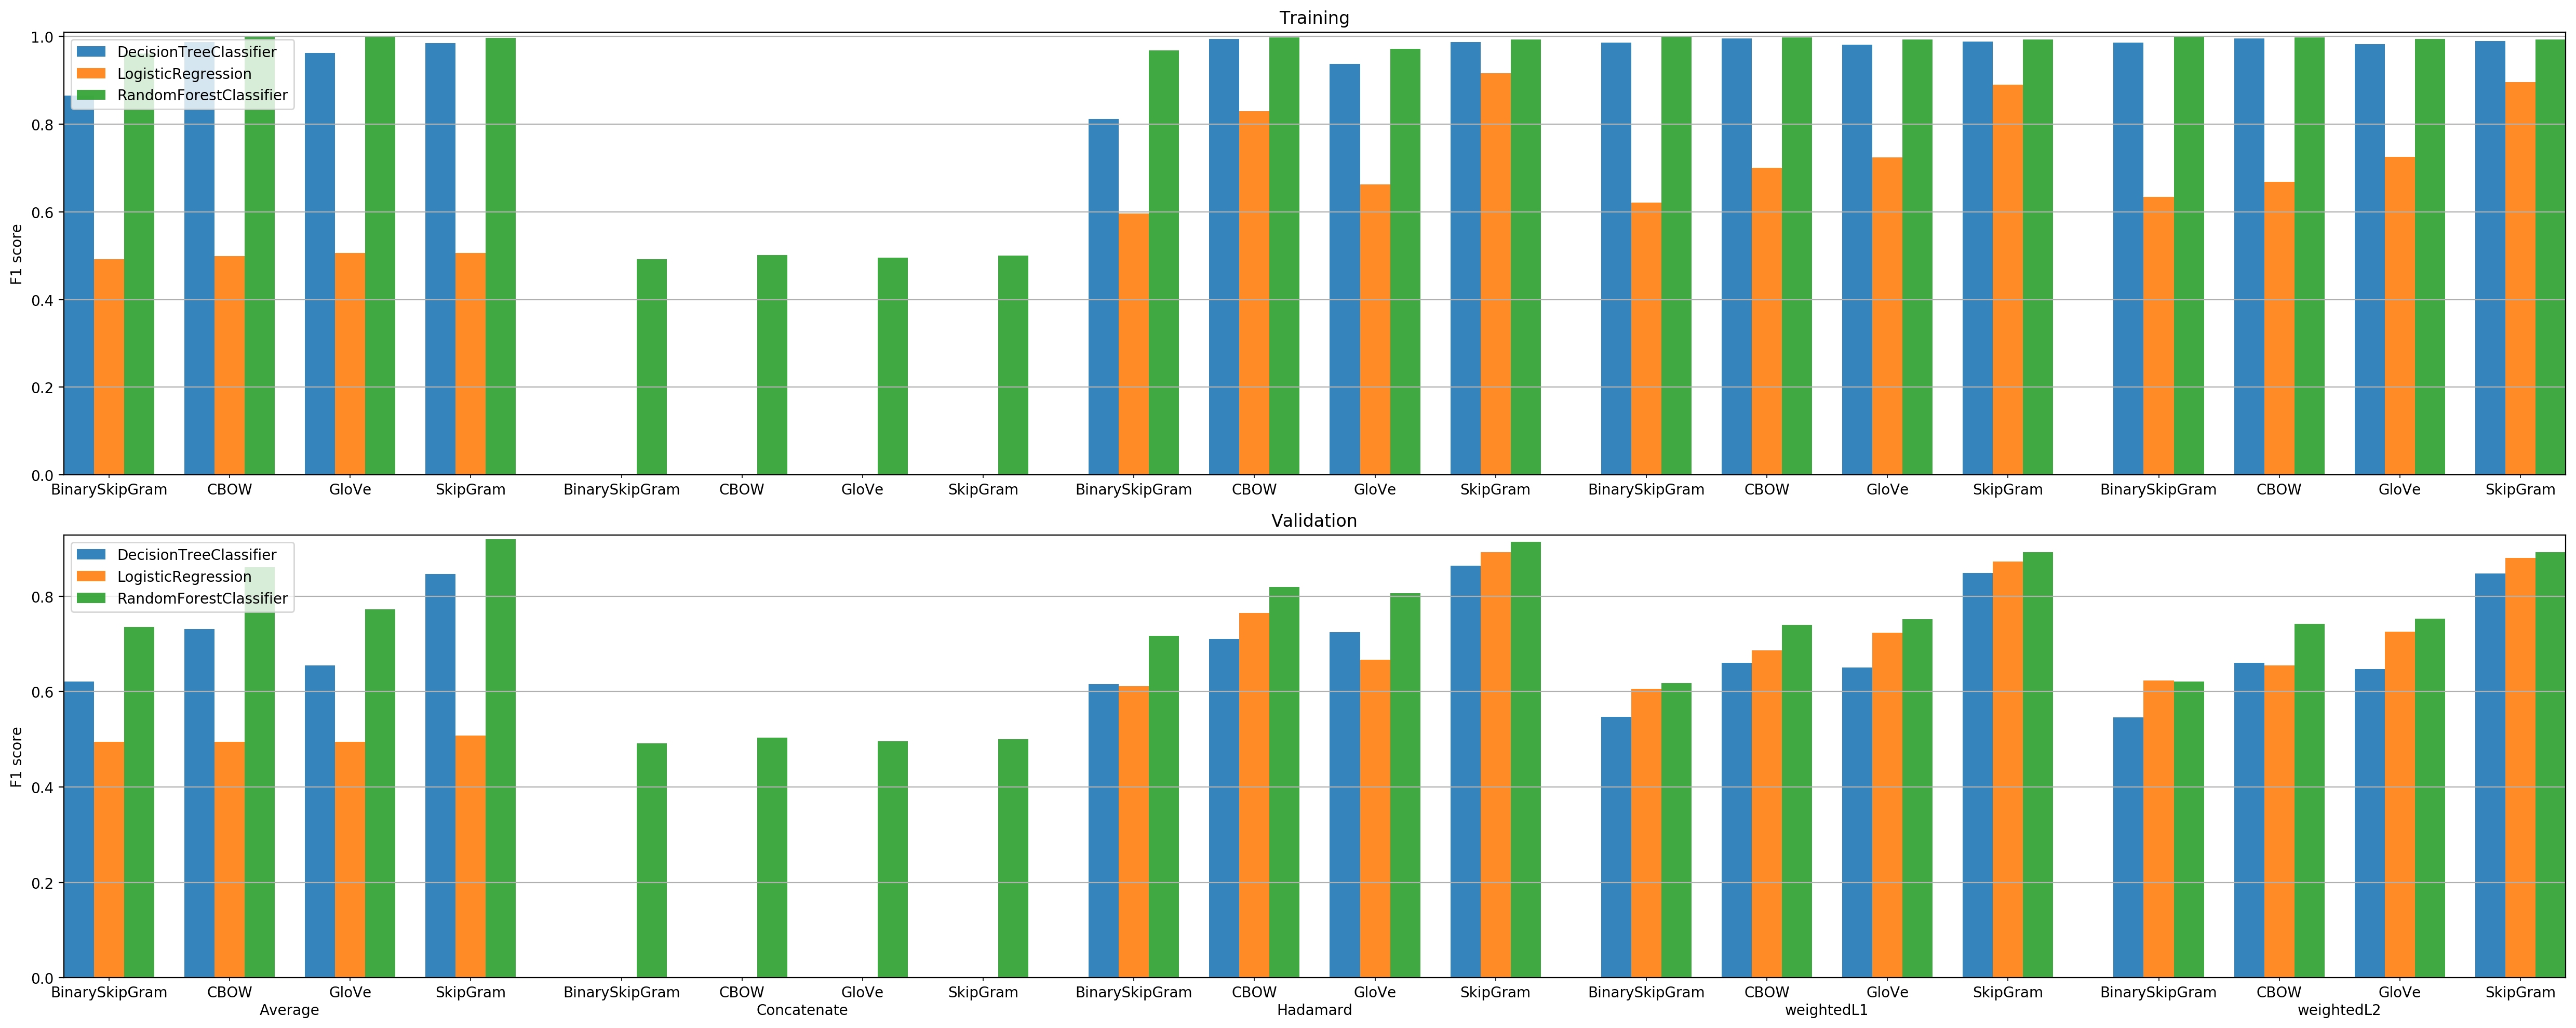 Training
1.0
0.8
0.6
0.4
0.2
0.0
F1 score
DecisionTreeClassifier
LogisticRegression
RandomForestClassifier
BinarySkipGram CBOW GloVe SkipGram BinarySkipGram CBOW GloVe SkipGram BinarySkipGram CBOW GloVe SkipGram BinarySkipGram CBOW GloVe SkipGram BinarySkipGram CBOW GloVe SkipGram
Validation
0.8
0.6
0.4
0.2
0.0
F1 score
DecisionTreeClassifier
LogisticRegression
RandomForestClassifier
BinarySkipGram CBOW GloVe SkipGram BinarySkipGram CBOW GloVe SkipGram BinarySkipGram CBOW GloVe SkipGram BinarySkipGram CBOW GloVe SkipGram BinarySkipGram CBOW GloVe SkipGram
Average Concatenate Hadamard weightedL1 weightedL2